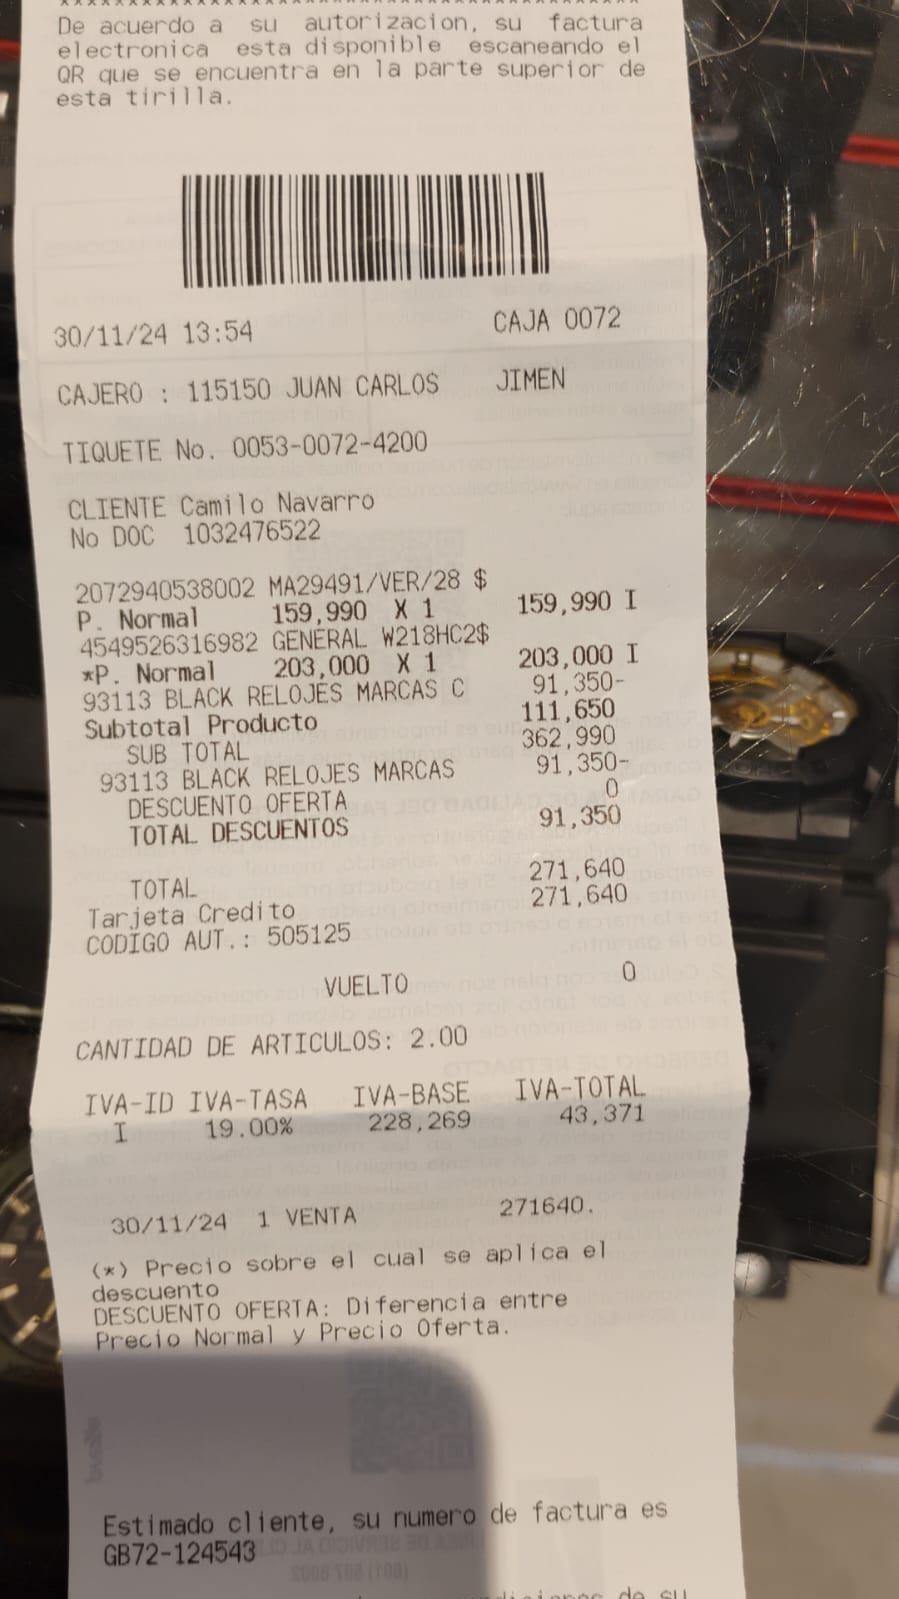 De acuerdo a su autorizacion, su factura
electronica esta disponible escaneando el
QR que se encuentra en la parte superior de
esta tirilla.
30/11/24 13:54 CAJA 0072
CAJERO : 115150 JUAN CARLOS JIMEN
TIQUETE No. 0053-0072-4200
CLIENTE Camilo Navarro
No DOC 1032476522
2072940538002 MA29491/VER/28 $
P. Normal 159,990 X 1 159,990 I
4549526316982 GENERAL W218HC2$
*P. Normal 203,000 X 1 203,000 I
93113 BLACK RELOJES MARCAS C 91,350-
Subtotal Producto 111,650
SUB TOTAL 362,990
93113 BLACK RELOJES MARCAS 91,350-
DESCUENTO OFERTA 0
TOTAL DESCUENTOS 91,350
TOTAL 271,640
Tarjeta Credito 271,640
CODIGO AUT.: 505125
VUELTO 0
CANTIDAD DE ARTICULOS: 2.00
IVA-ID IVA-TASA IVA-BASE IVA-TOTAL
I 19.00% 228,269 43,371
30/11/24 1 VENTA 271640.
(*) Precio sobre el cual se aplica el
descuento
DESCUENTO OFERTA: Diferencia entre
Precio Normal y Precio Oferta.
Estimado cliente, su numero de factura es
GB72-124543
de su